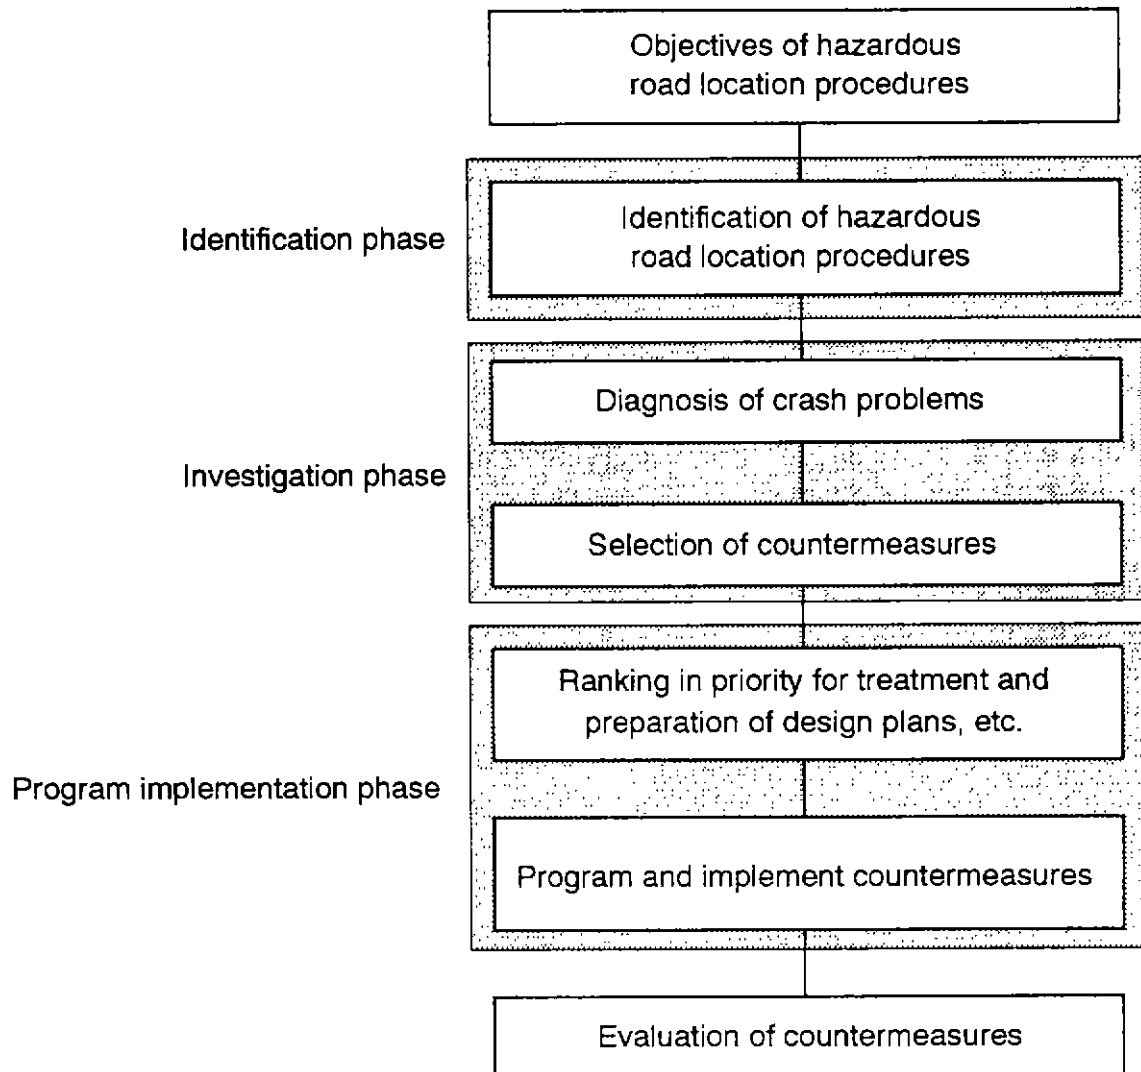 Objectives of hazardous
road location procedures
Identification phase
Identification of hazardous
road location procedures
Investigation phase
Diagnosis of crash problems
Selection of countermeasures
Program implementation phase
Ranking in priority for treatment and
preparation of design plans, etc.
Program and implement countermeasures
Evaluation of countermeasures